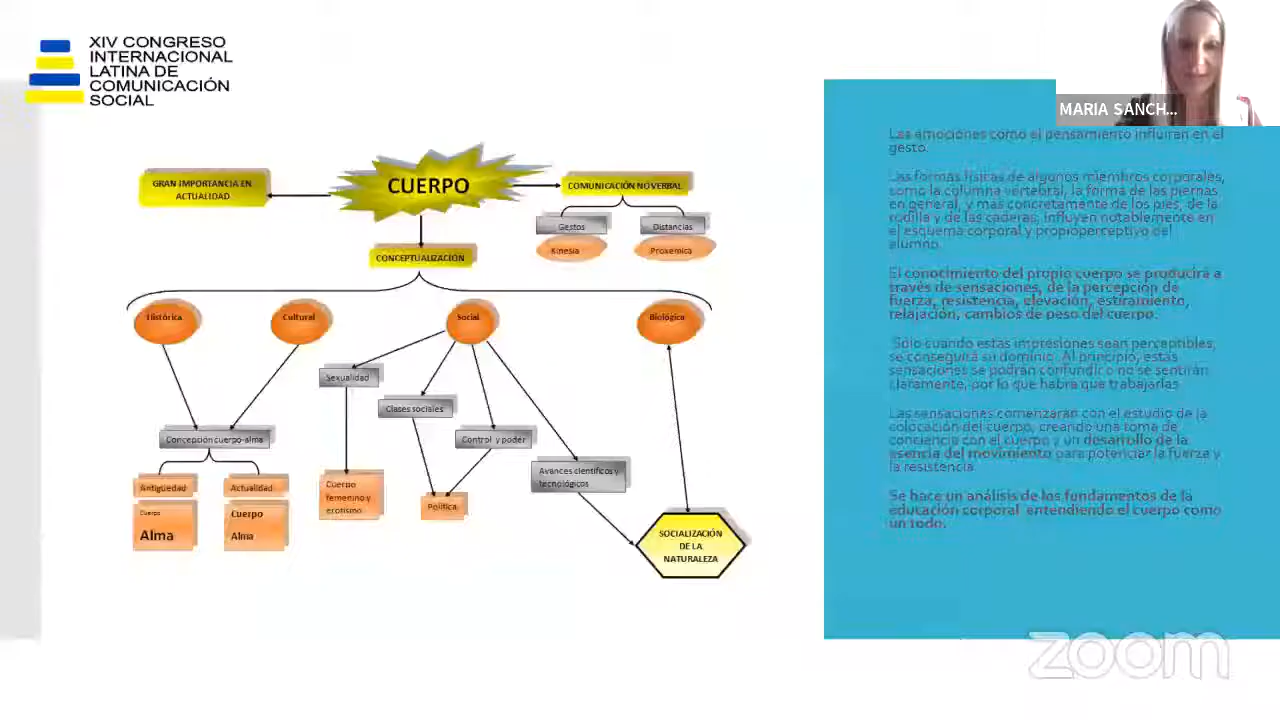 XIV CONGRESO
INTERNACIONAL
LATINA DE
COMUNICACIÓN
SOCIAL
MARIA SANCH...
CUERPO
GRAN IMPORTANCIA EN
ACTUALIDAD
COMUNICACIÓN NO VERBAL
Gestos
Distancias
Kinesia
Proxemica
CONCEPTUALIZACIÓN
Histórica
Cultural
Social
Biológica
Sexualidad
Clases sociales
Control y poder
Concepción cuerpo-alma
Avances científicos y
tecnológicos
Antigüedad
Actualidad
Cuerpo
femenino y
erotismo
Política
Cuerpo
Alma
Cuerpo
Alma
SOCIALIZACIÓN
DE LA
NATURALEZA
Las emociones como el pensamiento influirán en el
gesto.
Las formas físicas de algunos miembros corporales,
como la columna vertebral, la forma de las piernas
en general, y más concretamente de los pies, de la
rodilla y de las caderas, influyen notablemente en
el esquema corporal y propioperceptivo del
alumno.
El conocimiento del propio cuerpo se producirá a
través de sensaciones, de la percepción de
fuerza, resistencia, elevación, estiramiento,
relajación, cambios de peso del cuerpo.
Sólo cuando estas impresiones sean perceptibles,
se conseguirá su dominio. Al principio, estas
sensaciones se podrán confundir o no se sentirán
claramente, por lo que habrá que trabajarlas
Las sensaciones comenzarán con el estudio de la
colocación del cuerpo, creando una toma de
conciencia con el cuerpo y un desarrollo de la
esencia del movimiento para potenciar la fuerza y
la resistencia
Se hace un análisis de los fundamentos de la
educación corporal entendiendo el cuerpo como
un todo.
zoom